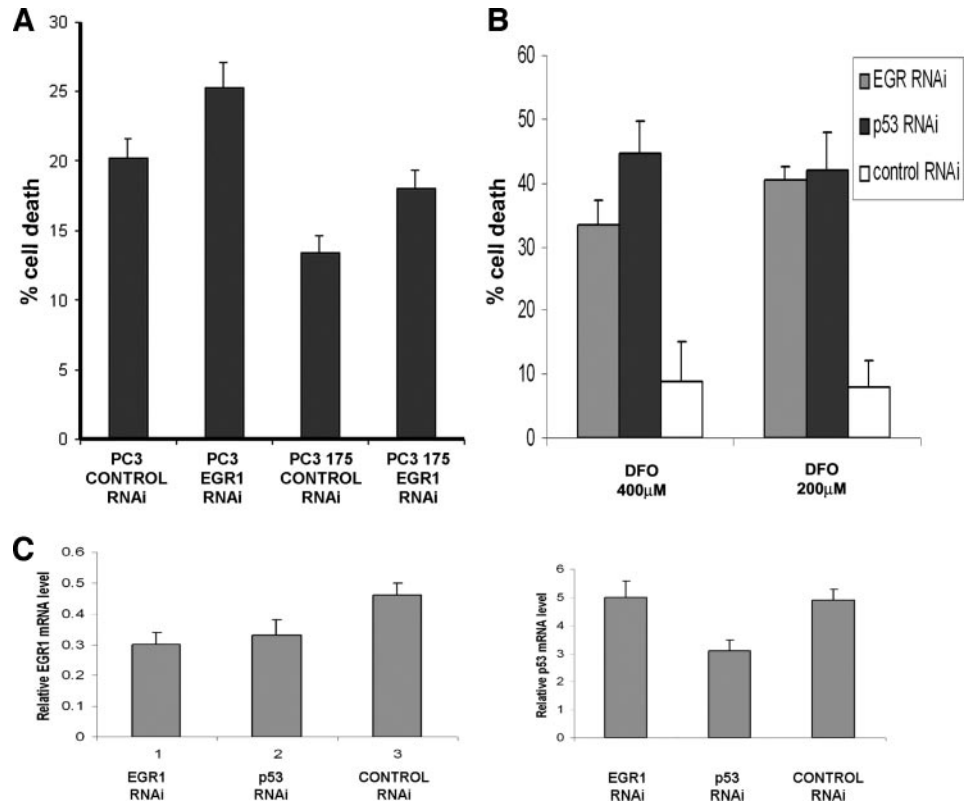 A
% cell death
30
25
20
15
10
5
0
PC3
CONTROL
RNAi
PC3
EGR1
RNAi
PC3 175
CONTROL
RNAi
PC3 175
EGR1
RNAi
B
% cell death
60
50
40
30
20
10
0
EGR RNAi
p53 RNAi
control RNAi
DFO
400µM
DFO
200µM
C
Relative EGR1 mRNA level
0.6
0.5
0.4
0.3
0.2
0.1
0
1
2
3
EGR1
RNAi
p53
RNAi
CONTROL
RNAi
Relative p53 mRNA level
6
5
4
3
2
1
0
EGR1
RNAi
p53
RNAi
CONTROL
RNAi